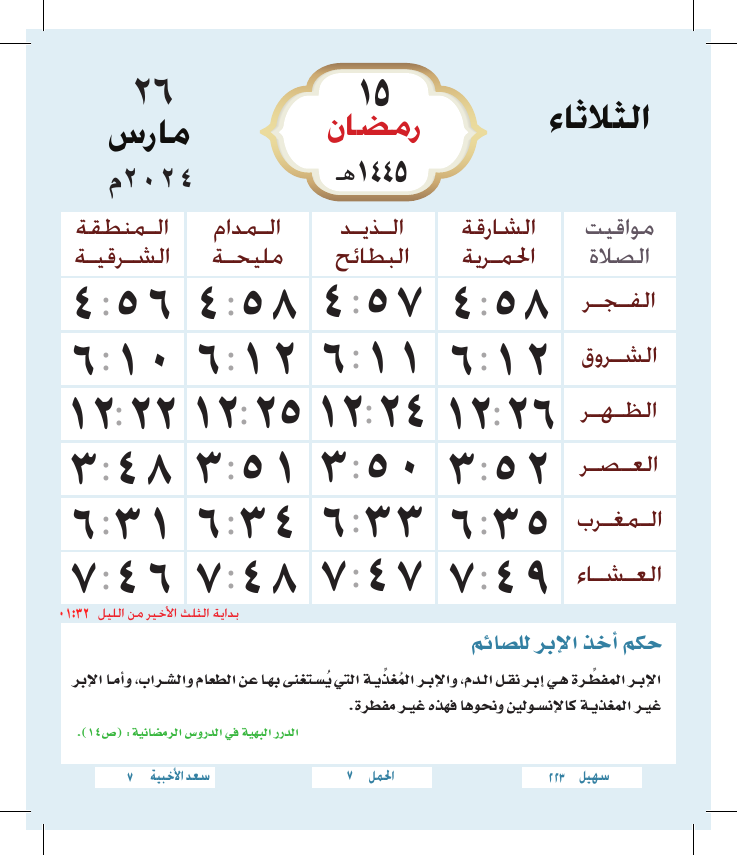 الثلاثاء
١٥
رمضان
١٤٤٥هـ
٢٦
مارس
٢٠٢٤م
مواقيت الصلاة | الشارقة الحمرية | الذيد البطائح | المدام مليحة | المنطقة الشرقية
الفجر ٤:٥٨ ٤:٥٧ ٤:٥٨ ٤:٥٦
الشروق ٦:١٢ ٦:١١ ٦:١٢ ٦:١٠
الظهر ١٢:٢٦ ١٢:٢٤ ١٢:٢٥ ١٢:٢٢
العصر ٣:٥٢ ٣:٥٠ ٣:٥١ ٣:٤٨
المغرب ٦:٣٥ ٦:٣٣ ٦:٣٤ ٦:٣١
العشاء ٧:٤٩ ٧:٤٧ ٧:٤٨ ٧:٤٦
بداية الثلث الأخير من الليل ٠١:٣٢
حكم أخذ الإبر للصائم
الإبر المفطِّرة هي إبر نقل الدم، والإبر المُغذِّية التي يُستغنى بها عن الطعام والشراب، وأما الإبر
غير المغذية كالإنسولين ونحوها فهذه غير مفطرة.
الدرر البهية في الدروس الرمضانية: (ص١٤).
سهيل ٢٢٣
الحمل ٧
سعد الأخبية ٧